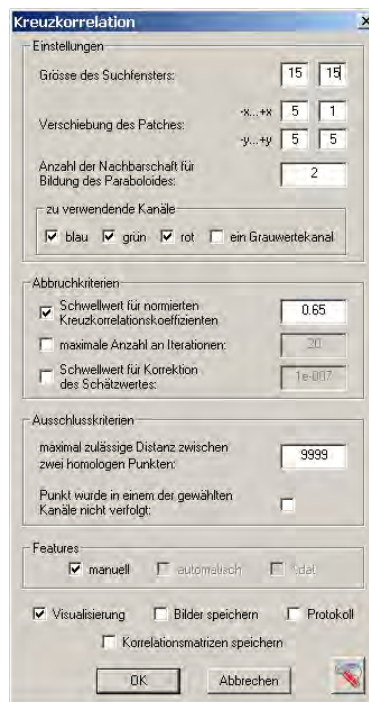 Kreuzkorrelation
Einstellungen
Grösse des Suchfensters: 15 15
-x...+x 5 1
Verschiebung des Patches:
-y...+y 5 5
Anzahl der Nachbarschaft für
Bildung des Paraboloides: 2
zu verwendende Kanäle
blau grün rot ein Grauwertekanal
Abbruchkriterien
Schwellwert für normierten
Kreuzkorrelationskoeffizienten 0.65
maximale Anzahl an Iterationen: 20
Schwellwert für Korrektion
des Schätzwertes: 1e-007
Ausschlusskriterien
maximal zulässige Distanz zwischen
zwei homologen Punkten: 9999
Punkt wurde in einem der gewählten
Kanäle nicht verfolgt:
Features
manuell automatisch *.dat
Visualisierung Bilder speichern Protokoll
Korrelationsmatrizen speichern
OK Abbrechen